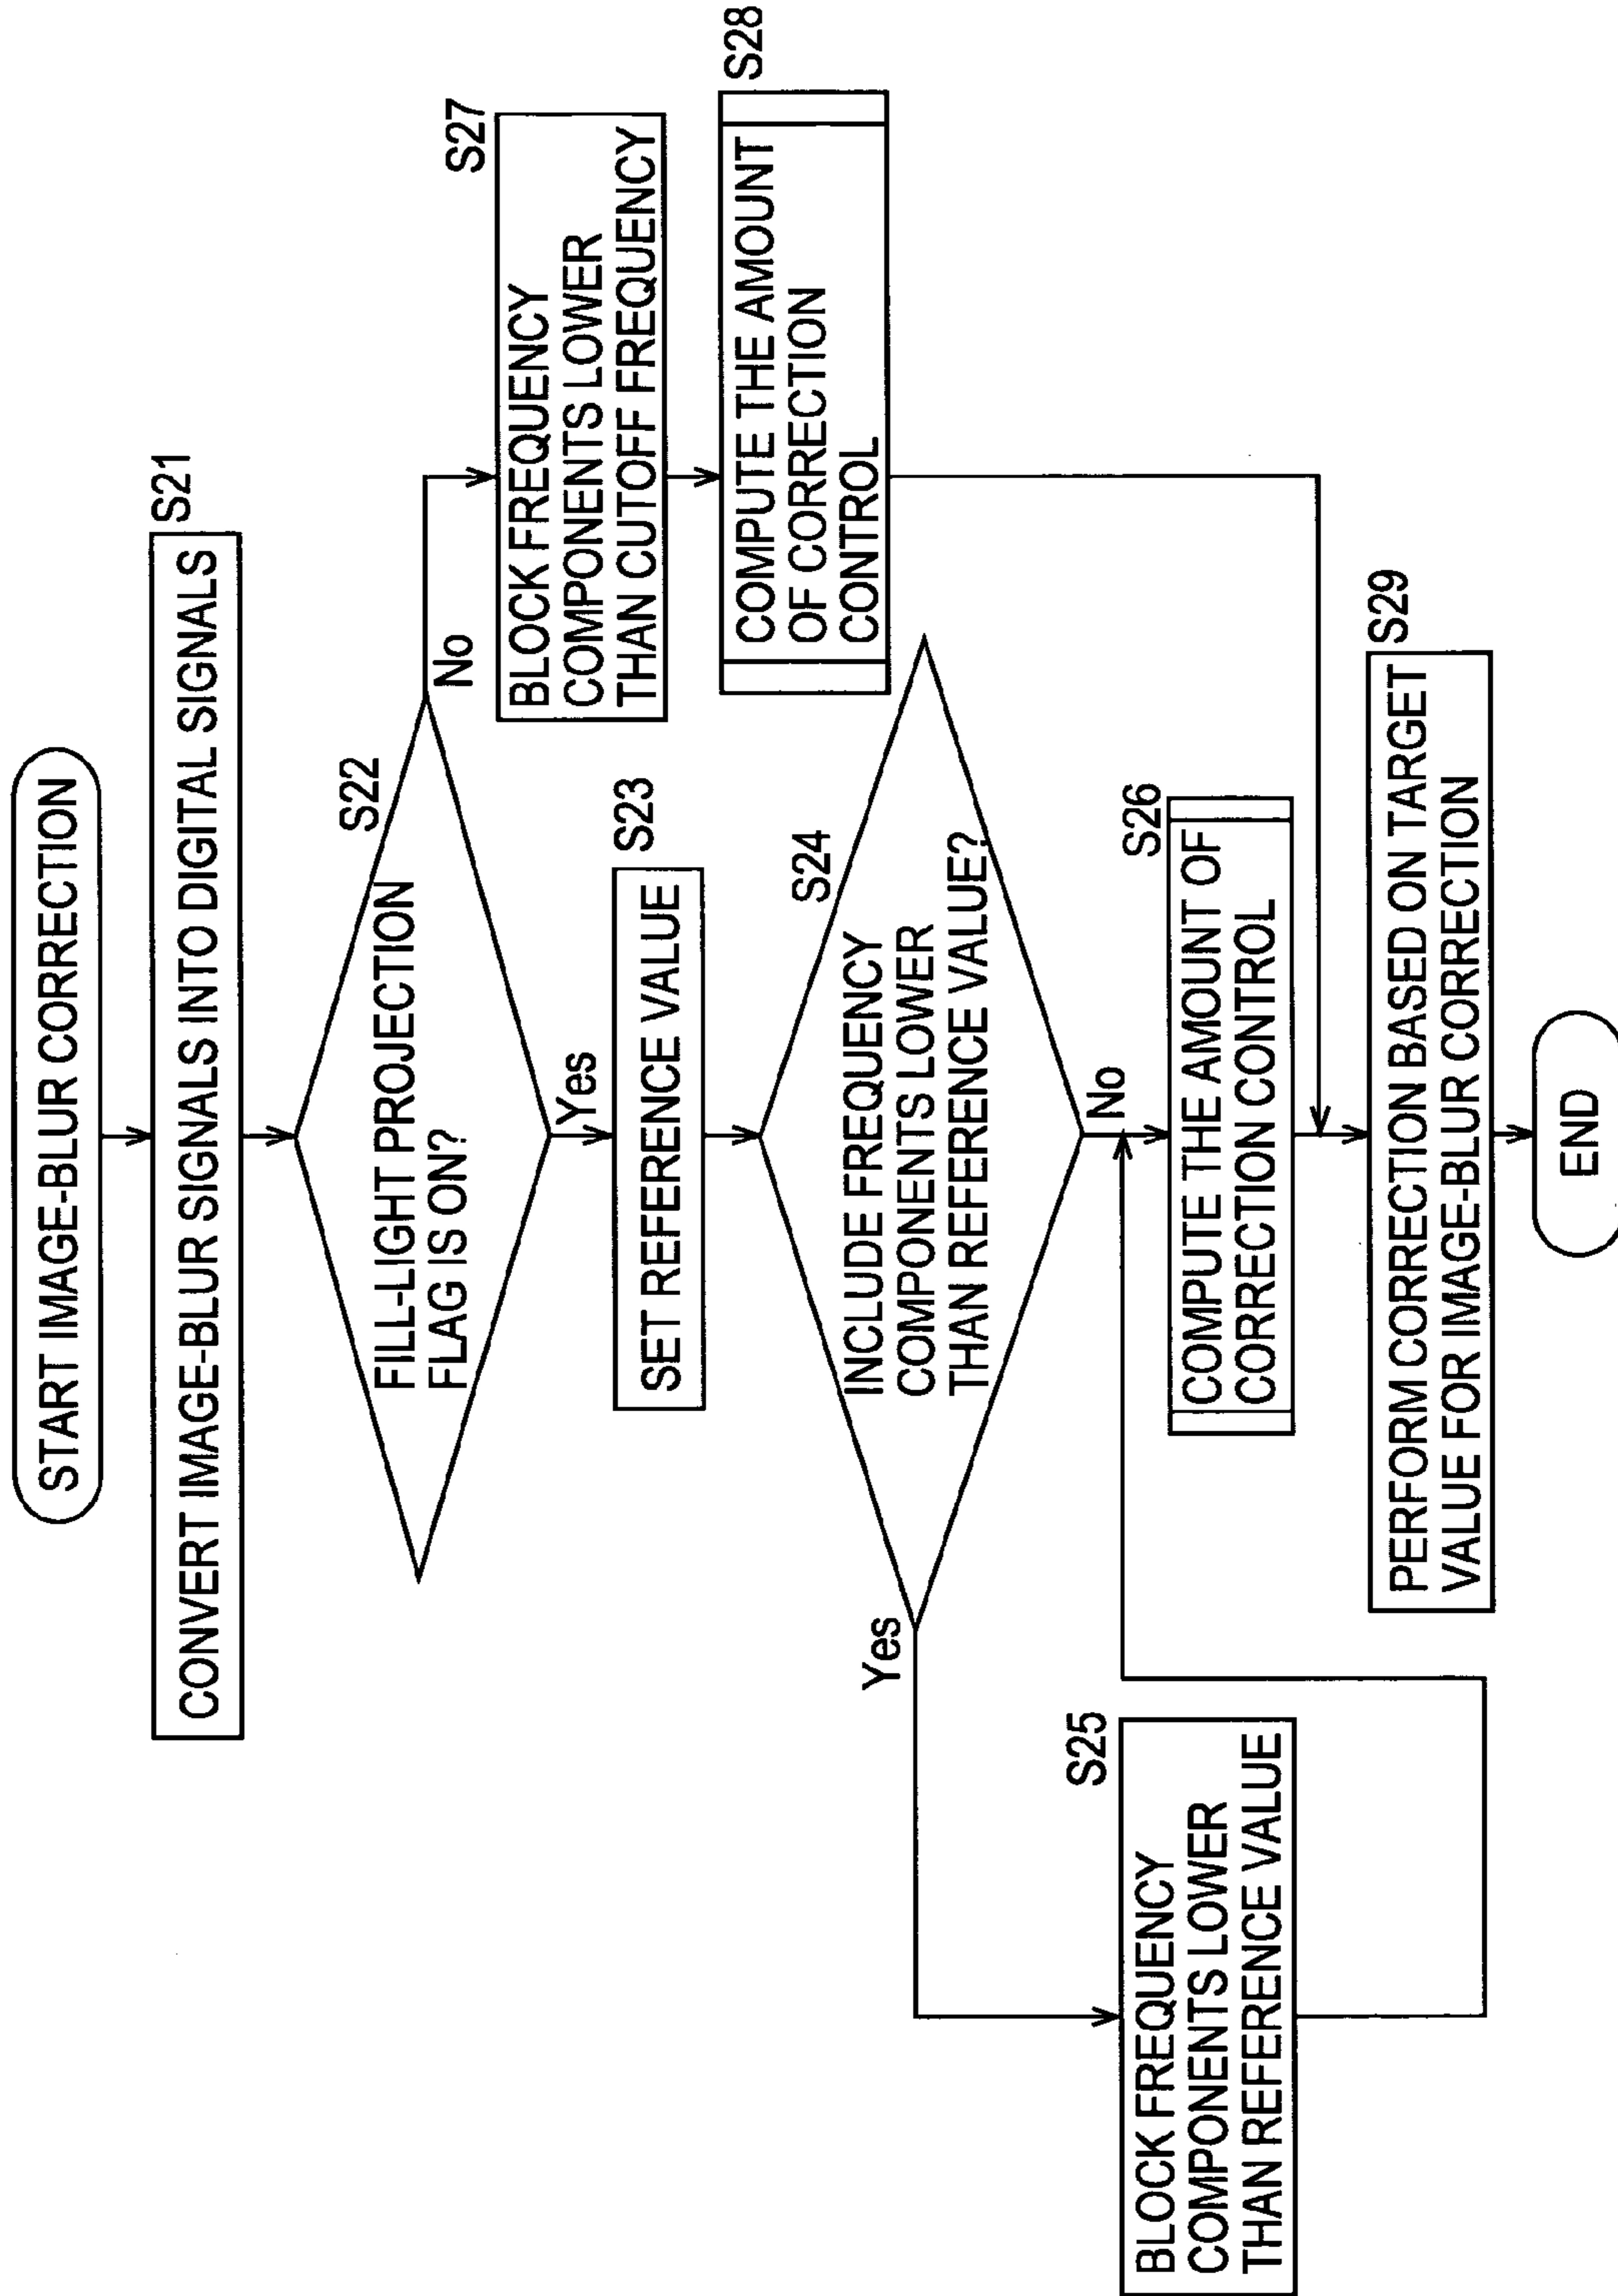 START IMAGE-BLUR CORRECTION
S21
CONVERT IMAGE-BLUR SIGNALS INTO DIGITAL SIGNALS
S22
FILL-LIGHT PROJECTION
FLAG IS ON?
No
Yes
S27
BLOCK FREQUENCY
COMPONENTS LOWER
THAN CUTOFF FREQUENCY
S23
SET REFERENCE VALUE
S28
COMPUTE THE AMOUNT
OF CORRECTION
CONTROL
S24
INCLUDE FREQUENCY
COMPONENTS LOWER
THAN REFERENCE VALUE?
Yes
No
S25
BLOCK FREQUENCY
COMPONENTS LOWER
THAN REFERENCE VALUE
S26
COMPUTE THE AMOUNT OF
CORRECTION CONTROL
S29
PERFORM CORRECTION BASED ON TARGET
VALUE FOR IMAGE-BLUR CORRECTION
END